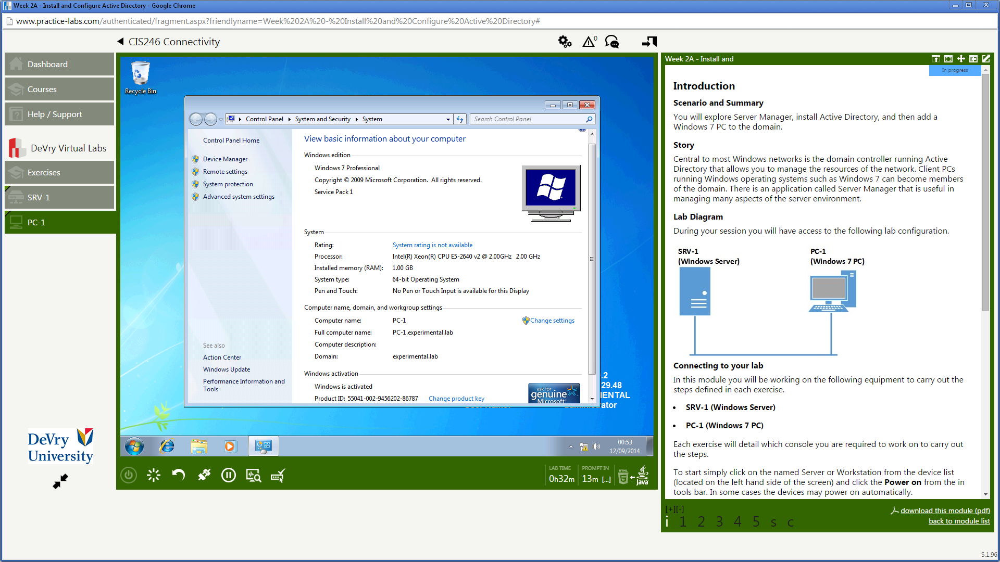 Week 2A - Install and Configure Active Directory - Google Chrome
www.practice-labs.com/authenticated/fragment.aspx?friendlyname=Week%202A%20-%20Install%20and%20Configure%20Active%20Directory#
CIS246 Connectivity
0
Dashboard
Courses
Help / Support
DeVry Virtual Labs
Exercises
SRV-1
PC-1
DeVry
University
Recycle Bin
Control Panel
System and Security
System
Search Control Panel
Control Panel Home
Device Manager
Remote settings
System protection
Advanced system settings
See also
Action Center
Windows Update
Performance Information and
Tools
View basic information about your computer
Windows edition
Windows 7 Professional
Copyright © 2009 Microsoft Corporation. All rights reserved.
Service Pack 1
System
Rating: System rating is not available
Processor: Intel(R) Xeon(R) CPU E5-2640 v2 @ 2.00GHz 2.00 GHz
Installed memory (RAM): 1.00 GB
System type: 64-bit Operating System
Pen and Touch: No Pen or Touch Input is available for this Display
Computer name, domain, and workgroup settings
Computer name: PC-1
Change settings
Full computer name: PC-1.experimental.lab
Computer description:
Domain: experimental.lab
Windows activation
Windows is activated
Product ID: 55041-002-9456202-86787 Change product key
ask for
genuine
Microsoft
.2
29.48
MENTAL
00:53
12/09/2014
LAB TIME
0h32m
PROMPT IN
13m [...]
HTML
5
Java
Week 2A - Install and
In progress
Introduction
Scenario and Summary
You will explore Server Manager, install Active Directory, and then add a
Windows 7 PC to the domain.
Story
Central to most Windows networks is the domain controller running Active
Directory that allows you to manage the resources of the network. Client PCs
running Windows operating systems such as Windows 7 can become members
of the domain. There is an application called Server Manager that is useful in
managing many aspects of the server environment.
Lab Diagram
During your session you will have access to the following lab configuration.
SRV-1
(Windows Server)
PC-1
(Windows 7 PC)
Connecting to your lab
In this module you will be working on the following equipment to carry out the
steps defined in each exercise.
• SRV-1 (Windows Server)
• PC-1 (Windows 7 PC)
Each exercise will detail which console you are required to work on to carry out
the steps.
To start simply click on the named Server or Workstation from the device list
(located on the left hand side of the screen) and click the Power on from the in
tools bar. In some cases the devices may power on automatically.
[+][-]
i 1 2 3 4 5 s c
download this module (pdf)
back to module list
S.1.96